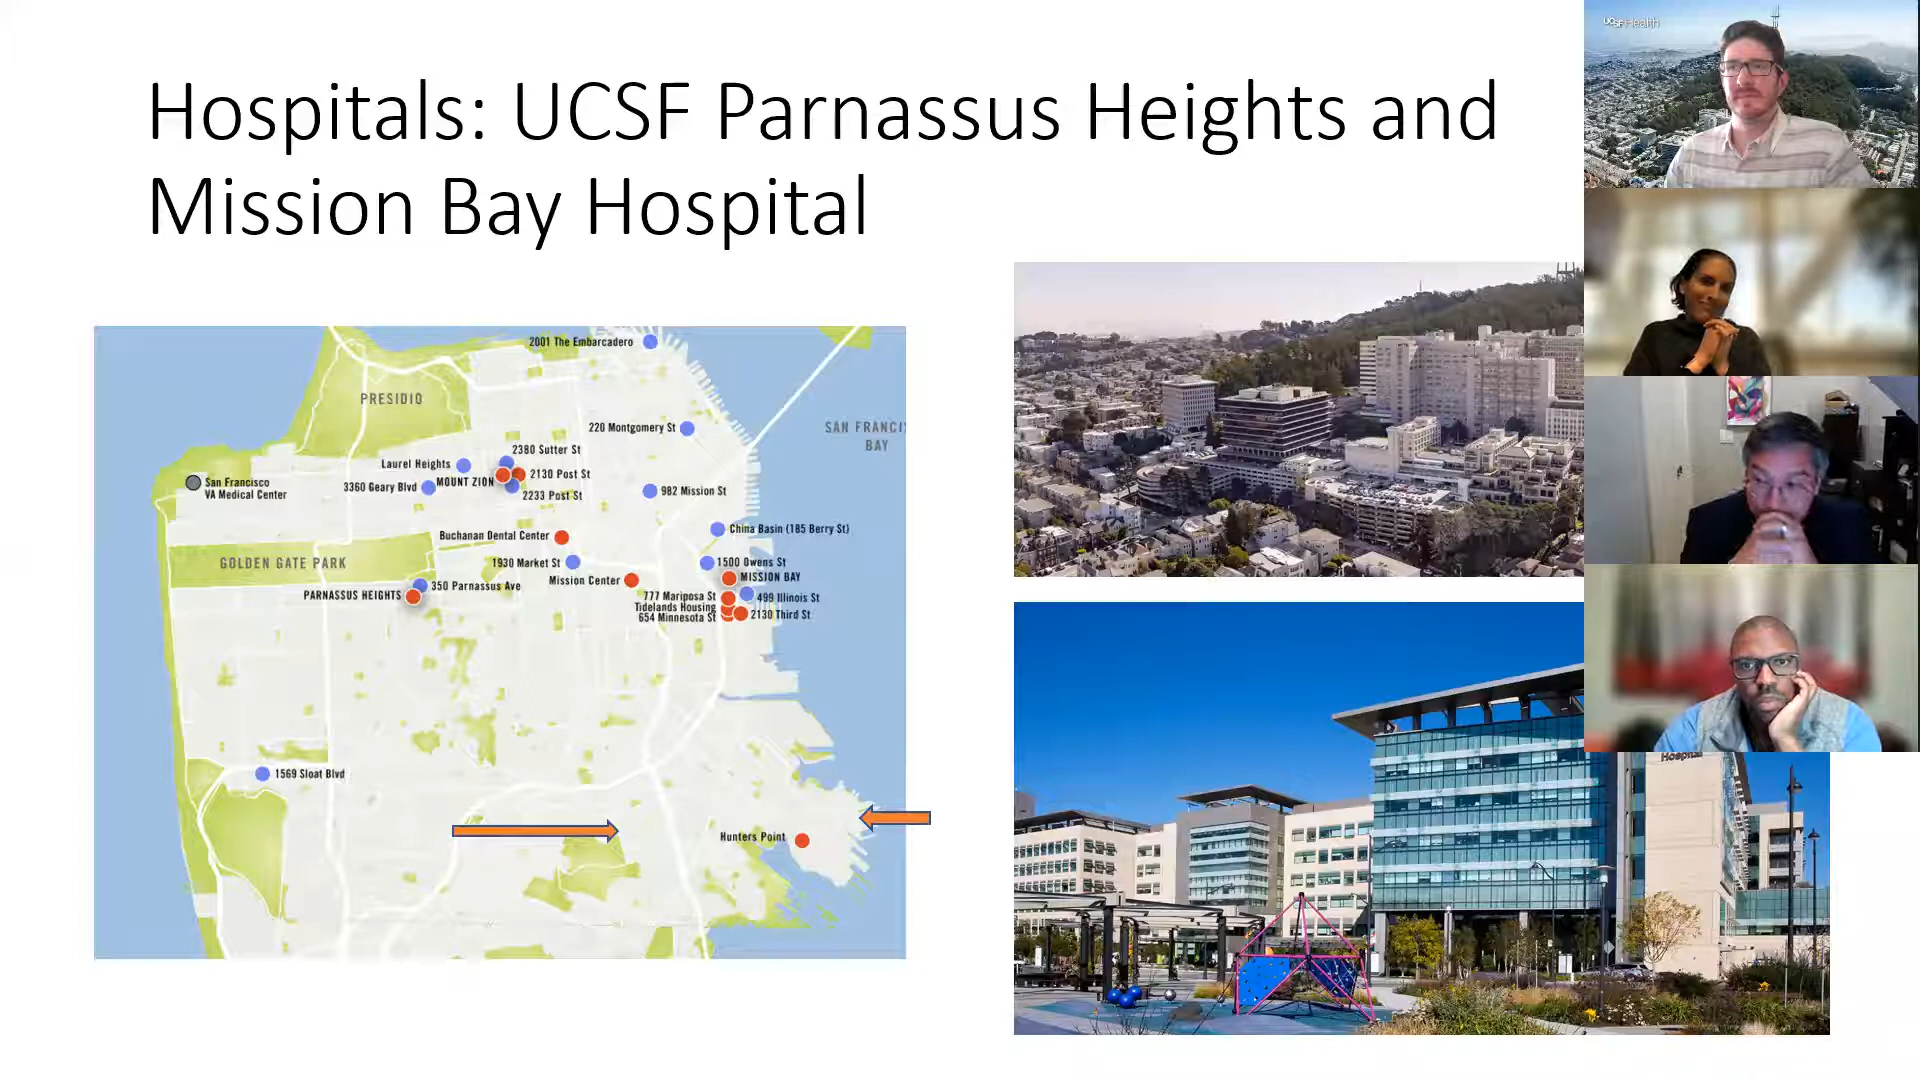 Hospitals: UCSF Parnassus Heights and
Mission Bay Hospital
UCSF Health
2001 The Embarcadero
PRESIDIO
220 Montgomery St
SAN FRANCIS
BAY
2380 Sutter St
Laurel Heights
MOUNT ZION
2130 Post St
San Francisco
VA Medical Center
3360 Geary Blvd
2233 Post St
982 Mission St
China Basin (185 Berry St)
Buchanan Dental Center
GOLDEN GATE PARK
1930 Market St
1500 Owens St
Mission Center
MISSION BAY
350 Parnassus Ave
PARNASSUS HEIGHTS
777 Mariposa St
499 Illinois St
Tidelands Housing
654 Minnesota St
2130 Third St
1569 Sloat Blvd
Hunters Point
Hospital